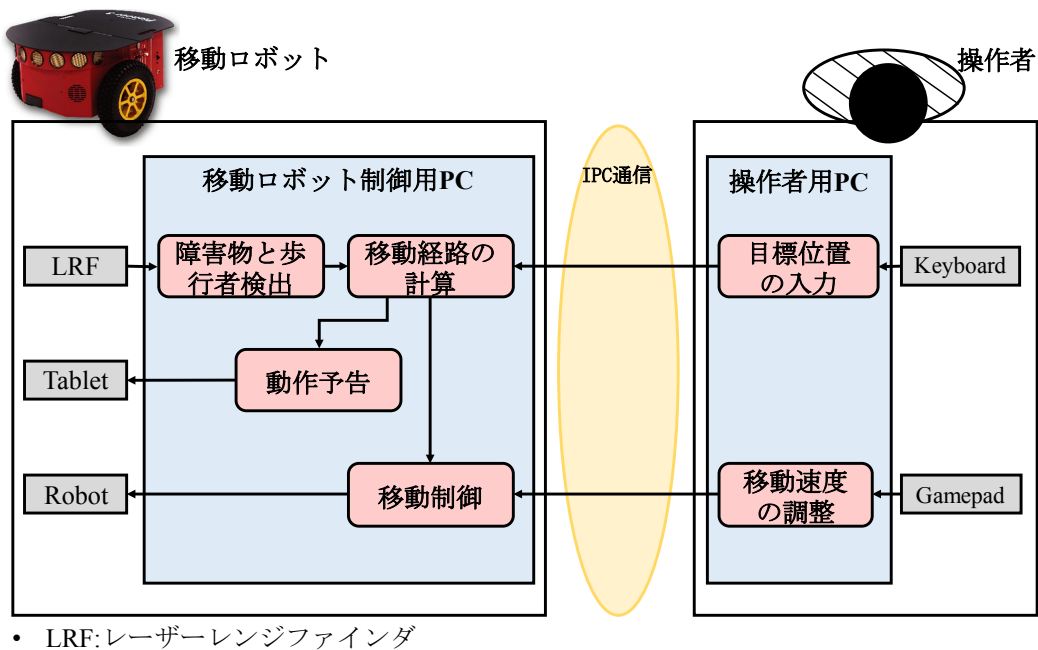 移動ロボット
操作者
移動ロボット制御用PC
IPC通信
操作者用PC
LRF
障害物と歩
行者検出
移動経路の
計算
目標位置
の入力
Keyboard
Tablet
動作予告
Robot
移動制御
移動速度
の調整
Gamepad
• LRF:レーザーレンジファインダ